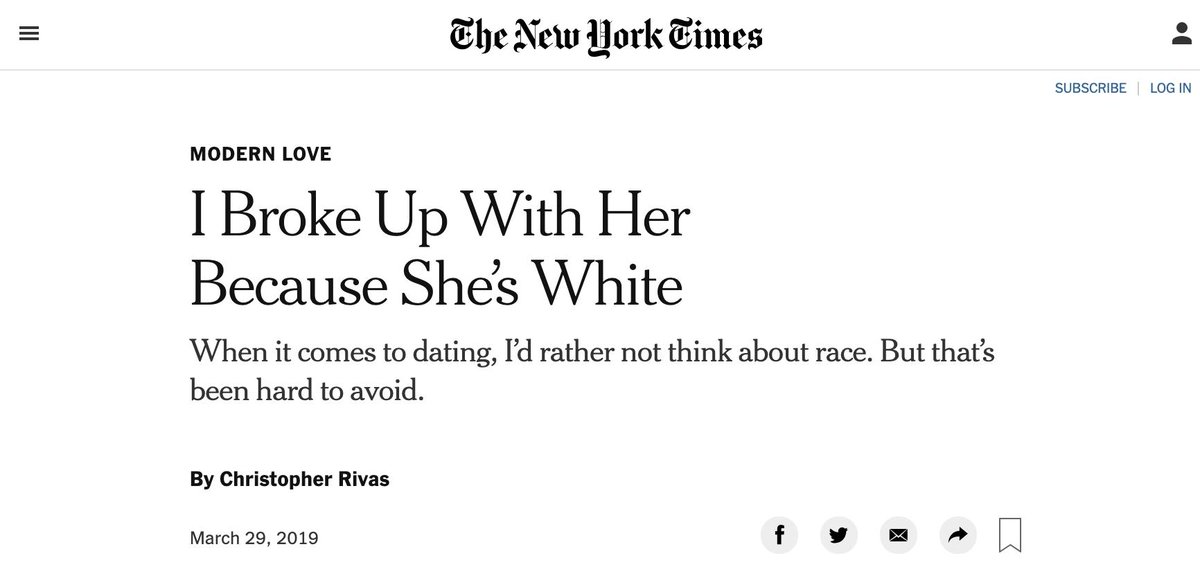 The New York Times
SUBSCRIBE | LOG IN
MODERN LOVE
I Broke Up With Her
Because She’s White
When it comes to dating, I’d rather not think about race. But that’s
been hard to avoid.
By Christopher Rivas
March 29, 2019